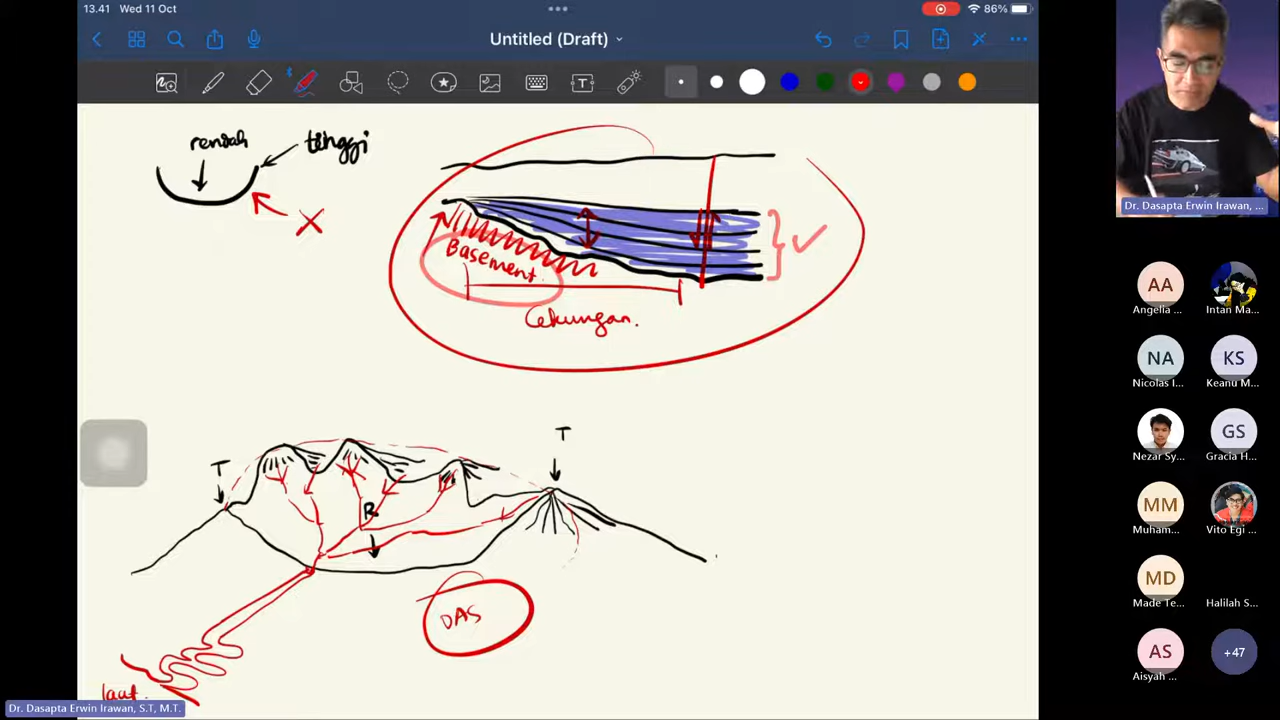 13.41 Wed 11 Oct
86%
Untitled (Draft)
rendah
tinggi
Basement
Cekungan.
T
T
R
DAS
laut.
Dr. Dasapta Erwin Irawan, ...
AA
Angelia ...
Intan Ma...
NA
Nicolas I...
KS
Keanu M...
Nezar Sy...
GS
Gracia H...
MM
Muham...
Vito Egi ...
MD
Made Te...
Halilah S...
AS
Aisyah ...
+47
Dr. Dasapta Erwin Irawan, S.T, M.T.